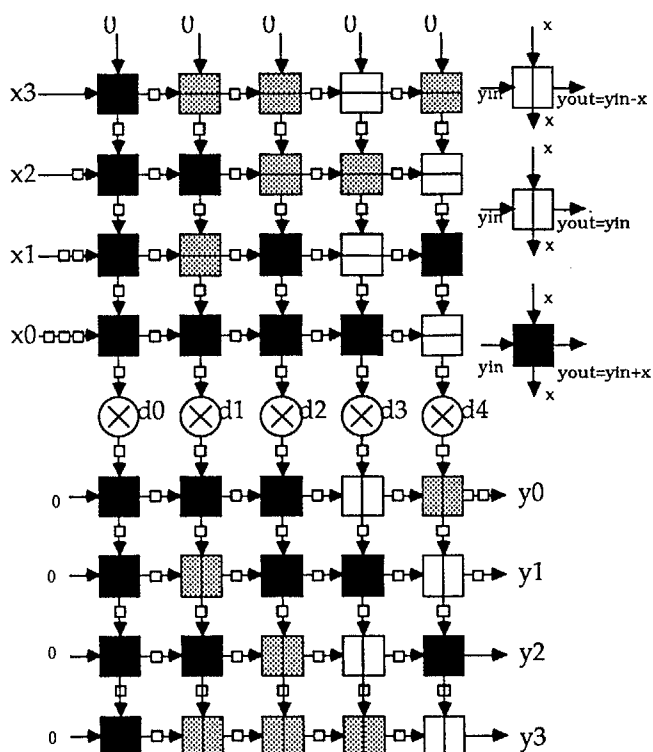 0 0 0 0 0
x
x3
yin
yout=yin-x
x
x
x2
yin
yout=yin
x
x1
x
x0
yin
yout=yin+x
x
d0 d1 d2 d3 d4
0
y0
0
y1
0
y2
0
y3